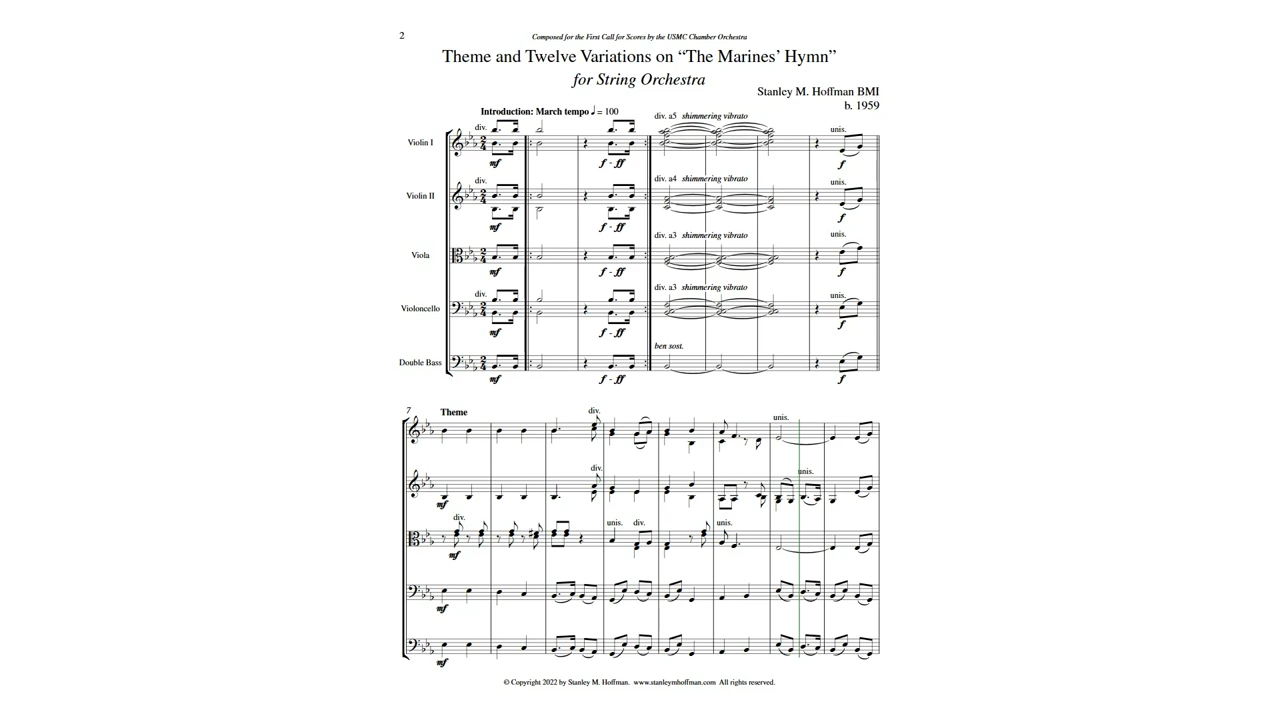 2
Composed for the First Call for Scores by the USMC Chamber Orchestra
Theme and Twelve Variations on “The Marines’ Hymn”
for String Orchestra
Stanley M. Hoffman BMI
b. 1959
Introduction: March tempo ♩ = 100
div. div. a5 shimmering vibrato unis.
Violin I
mf f - ff f
div. div. a4 shimmering vibrato unis.
Violin II
mf f - ff f
div. a3 shimmering vibrato unis.
Viola
mf f - ff f
div. div. a3 shimmering vibrato unis.
Violoncello
mf f - ff f
ben sost.
Double Bass
mf f - ff f
7 Theme div. unis.
div. unis.
mf
div. unis. div. unis.
mf
mf
mf
© Copyright 2022 by Stanley M. Hoffman. www.stanleymhoffman.com All rights reserved.